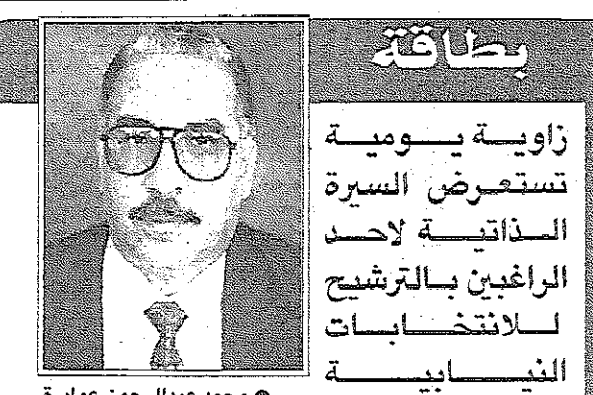 بطاقة
زاوية يومية
تستعرض السيرة
الذاتية لاحد
الراغبين بالترشيح
للانتخابات
النيابية